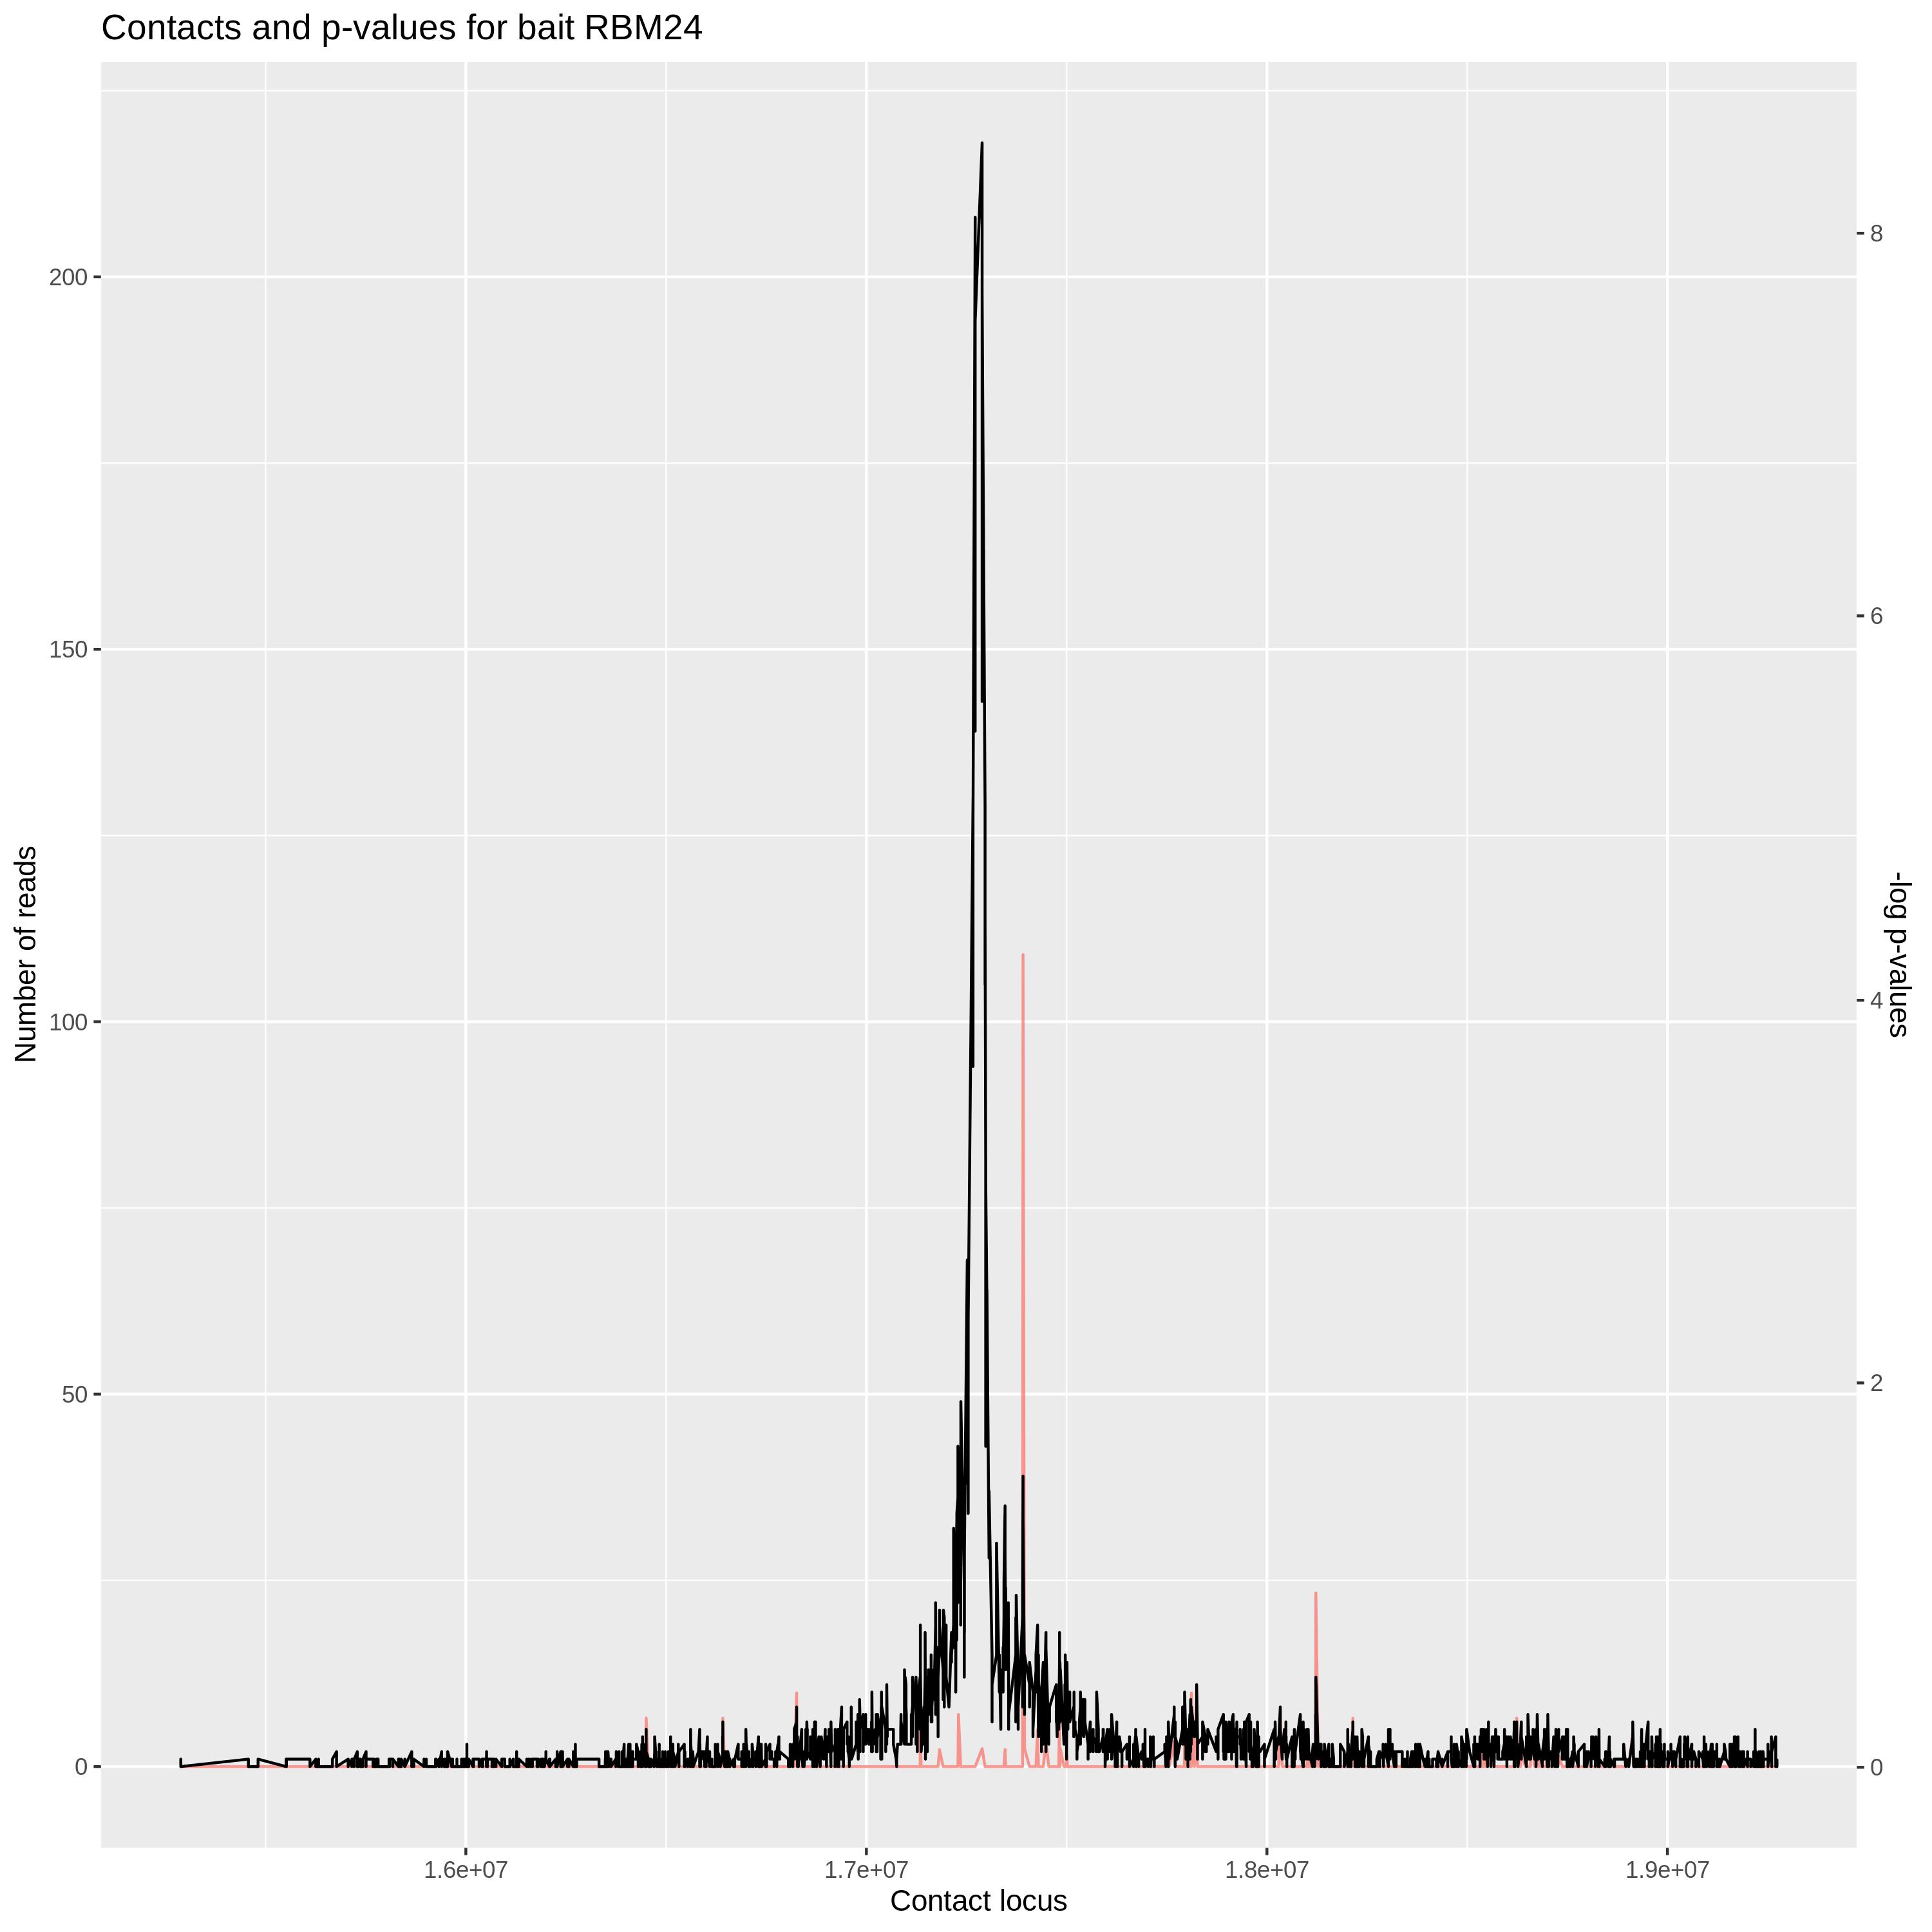 Contacts and p-values for bait RBM24
Number of reads
200
150
100
50
0
8
6
4
2
0
-log p-values
1.6e+07
1.7e+07
1.8e+07
1.9e+07
Contact locus